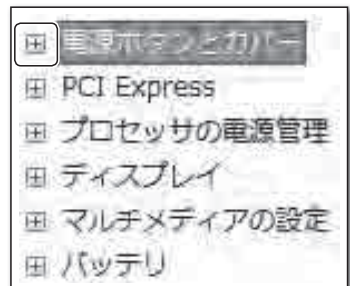 電源ボタンとカバー
PCI Express
プロセッサの電源管理
ディスプレイ
マルチメディアの設定
バッテリ